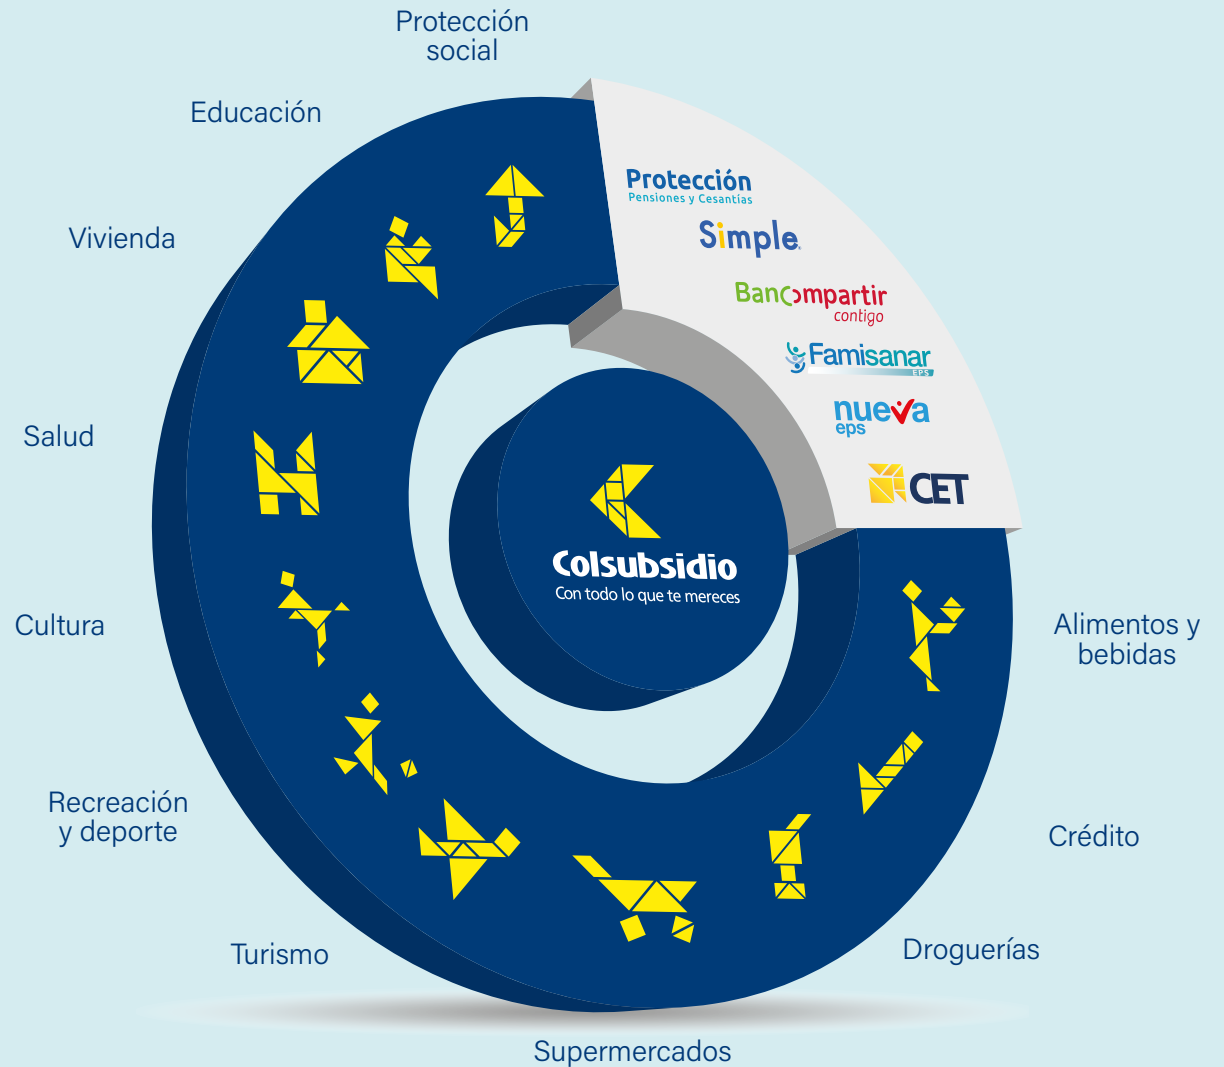 Protección
social
Educación
Vivienda
Salud
Cultura
Recreación
y deporte
Turismo
Supermercados
Droguerías
Crédito
Alimentos y
bebidas
Protección
Pensiones y Cesantías
Simple
Bancompartir
contigo
Famisanar
EPS
nueva
eps
CET
Colsubsidio
Con todo lo que te mereces